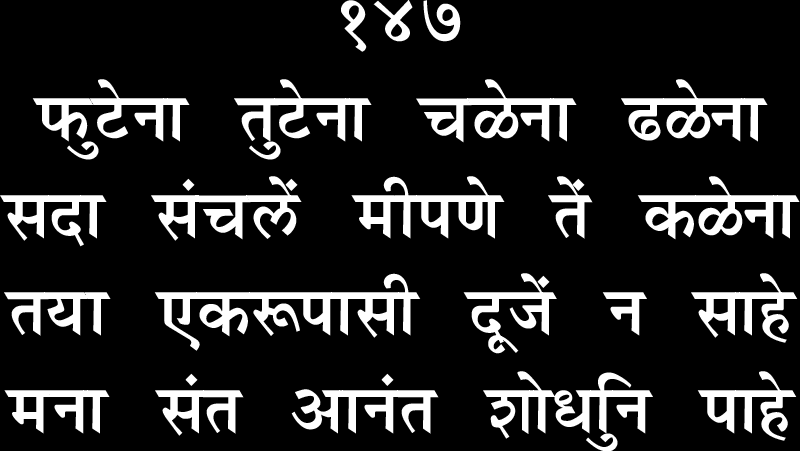 १४७
फुटेना तुटेना चळेना ढळेना
सदा संचलें मीपणे तें कळेना
तया एकरूपासी दूजें न साहे
मना संत आनंत शोधुनि पाहे